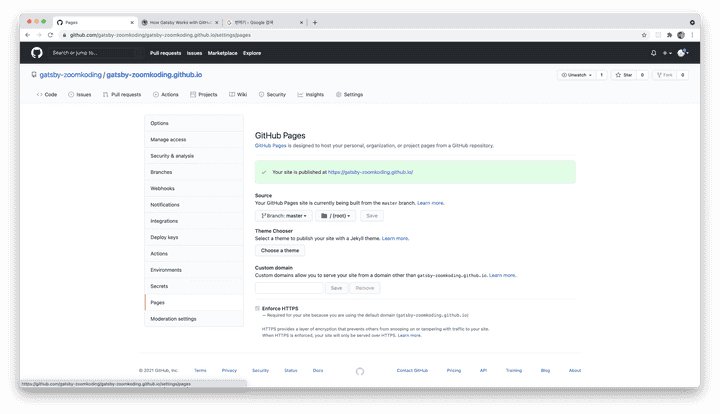 Pages
How Gatsby Works with GitHub
번역기 - Google 검색
github.com/gatsby-zoomkoding/gatsby-zoomkoding.github.io/settings/pages
Search or jump to...
Pull requests Issues Marketplace Explore
gatsby-zoomkoding / gatsby-zoomkoding.github.io
Unwatch 1 Star 0 Fork 0
Code Issues Pull requests Actions Projects Wiki Security Insights Settings
Options
Manage access
Security & analysis
Branches
Webhooks
Notifications
Integrations
Deploy keys
Actions
Environments
Secrets
Pages
Moderation settings
GitHub Pages
GitHub Pages is designed to host your personal, organization, or project pages from a GitHub repository.
Your site is published at https://gatsby-zoomkoding.github.io/
Source
Your GitHub Pages site is currently being built from the master branch. Learn more.
Branch: master / (root) Save
Theme Chooser
Select a theme to publish your site with a Jekyll theme. Learn more.
Choose a theme
Custom domain
Custom domains allow you to serve your site from a domain other than gatsby-zoomkoding.github.io. Learn more.
Save Remove
Enforce HTTPS
— Required for your site because you are using the default domain (gatsby-zoomkoding.github.io)
HTTPS provides a layer of encryption that prevents others from snooping on or tampering with traffic to your site.
When HTTPS is enforced, your site will only be served over HTTPS. Learn more.
© 2021 GitHub, Inc. Terms Privacy Security Status Docs Contact GitHub Pricing API Training Blog About
https://github.com/gatsby-zoomkoding/gatsby-zoomkoding.github.io/settings/pages